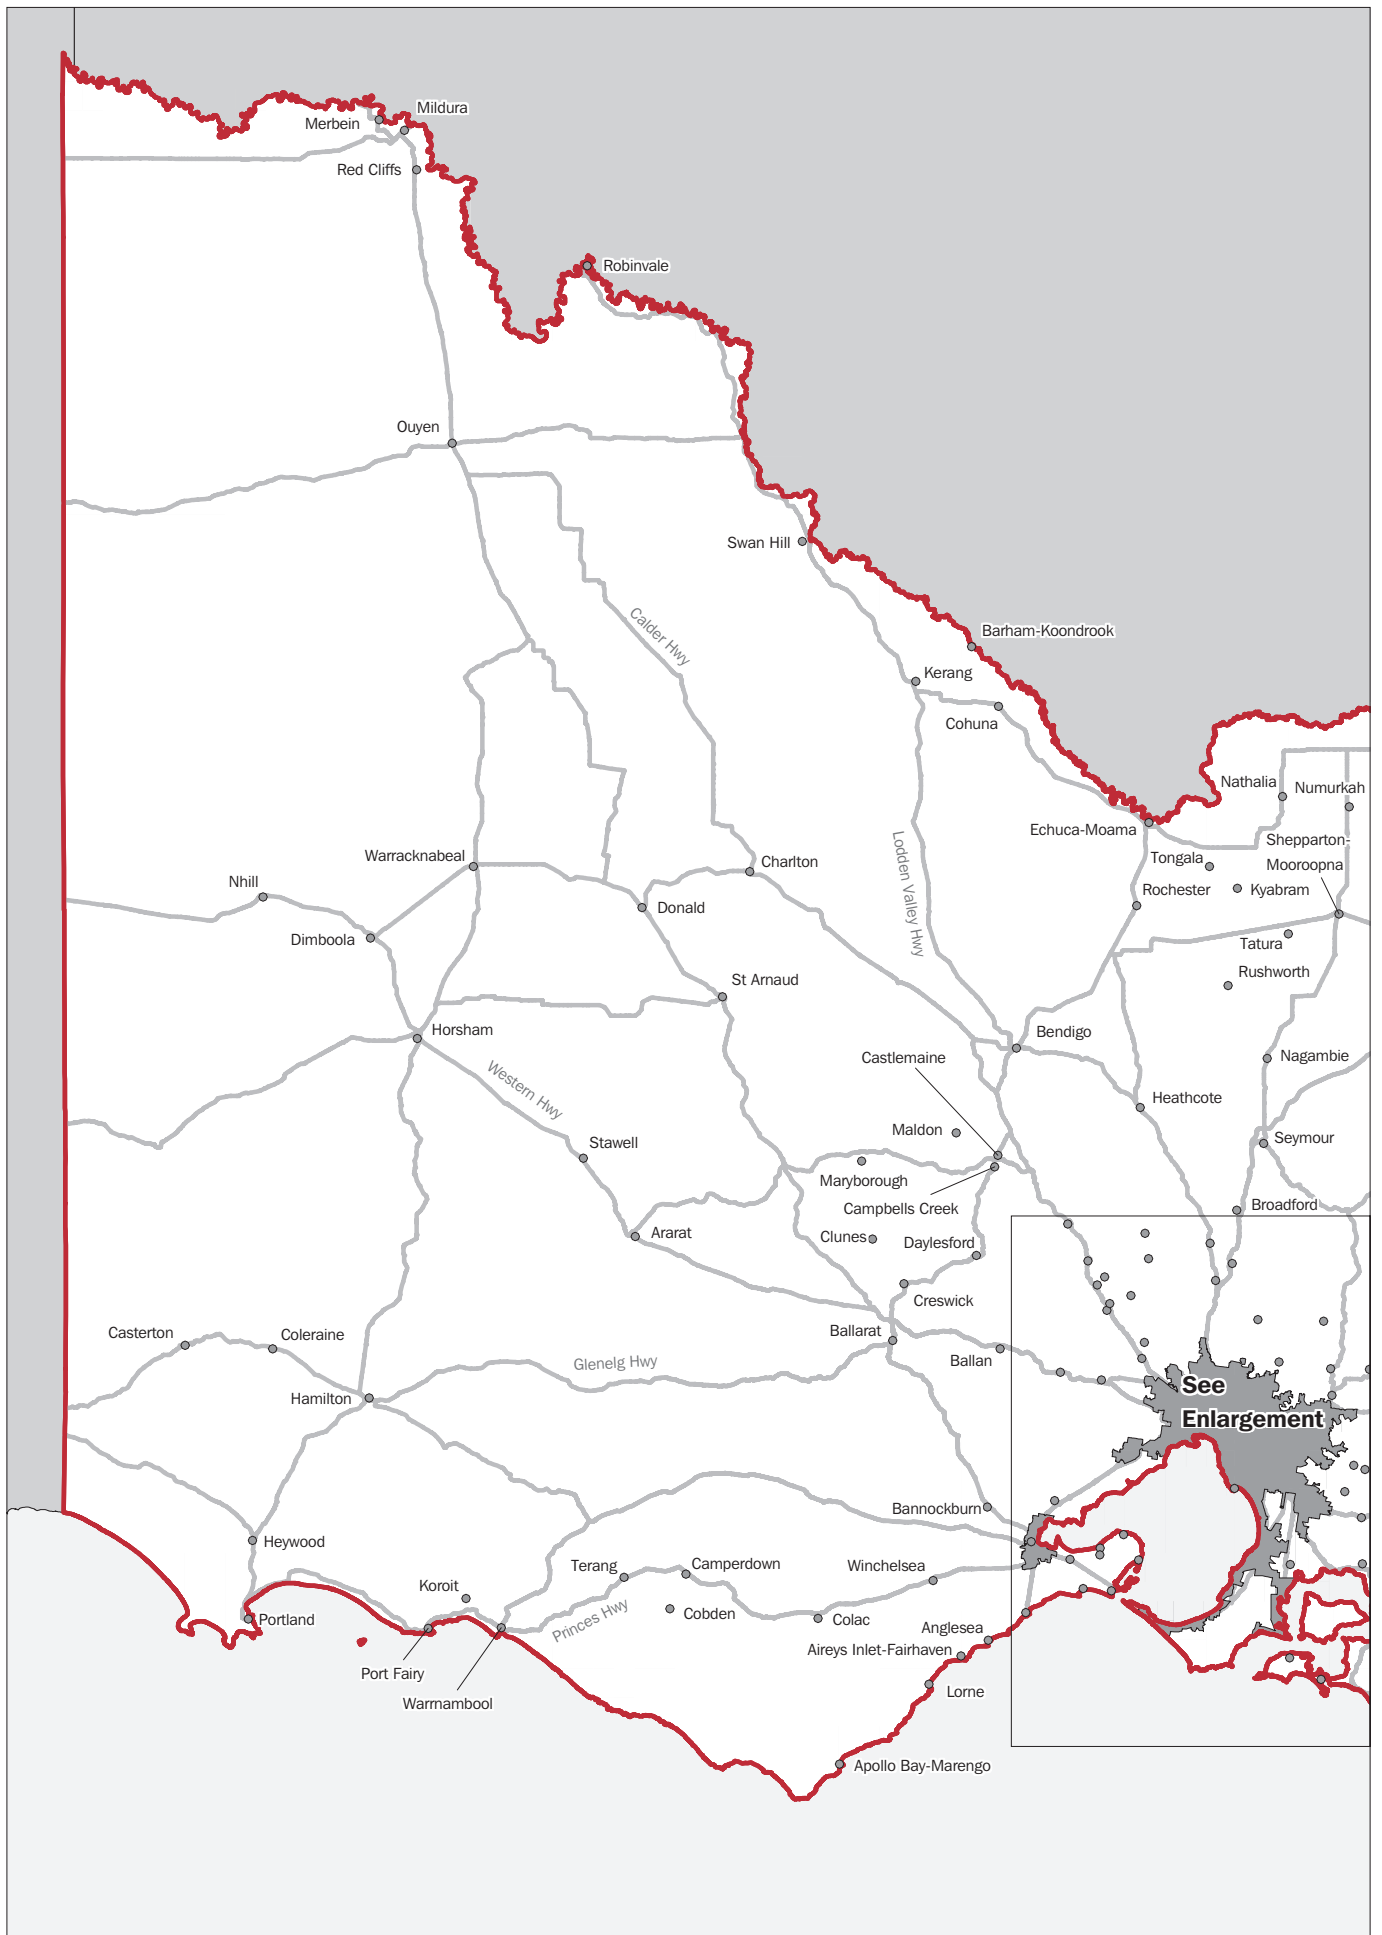 Mildura
Merbein
Red Cliffs
Robinvale
Ouyen
Swan Hill
Calder Hwy
Barham-Koondrook
Kerang
Cohuna
Nathalia
Numurkah
Echuca-Moama
Shepparton-
Mooroopna
Lodden Valley Hwy
Warracknabeal
Charlton
Tongala
Nhill
Rochester
Kyabram
Donald
Dimboola
Tatura
St Arnaud
Rushworth
Horsham
Bendigo
Castlemaine
Nagambie
Western Hwy
Heathcote
Maldon
Stawell
Seymour
Maryborough
Campbells Creek
Broadford
Ararat
Clunes
Daylesford
Creswick
Casterton
Coleraine
Ballarat
Ballan
Glenelg Hwy
See
Enlargement
Hamilton
Bannockburn
Heywood
Terang
Camperdown
Winchelsea
Koroit
Portland
Princes Hwy
Cobden
Colac
Anglesea
Aireys Inlet-Fairhaven
Port Fairy
Warrnambool
Lorne
Apollo Bay-Marengo